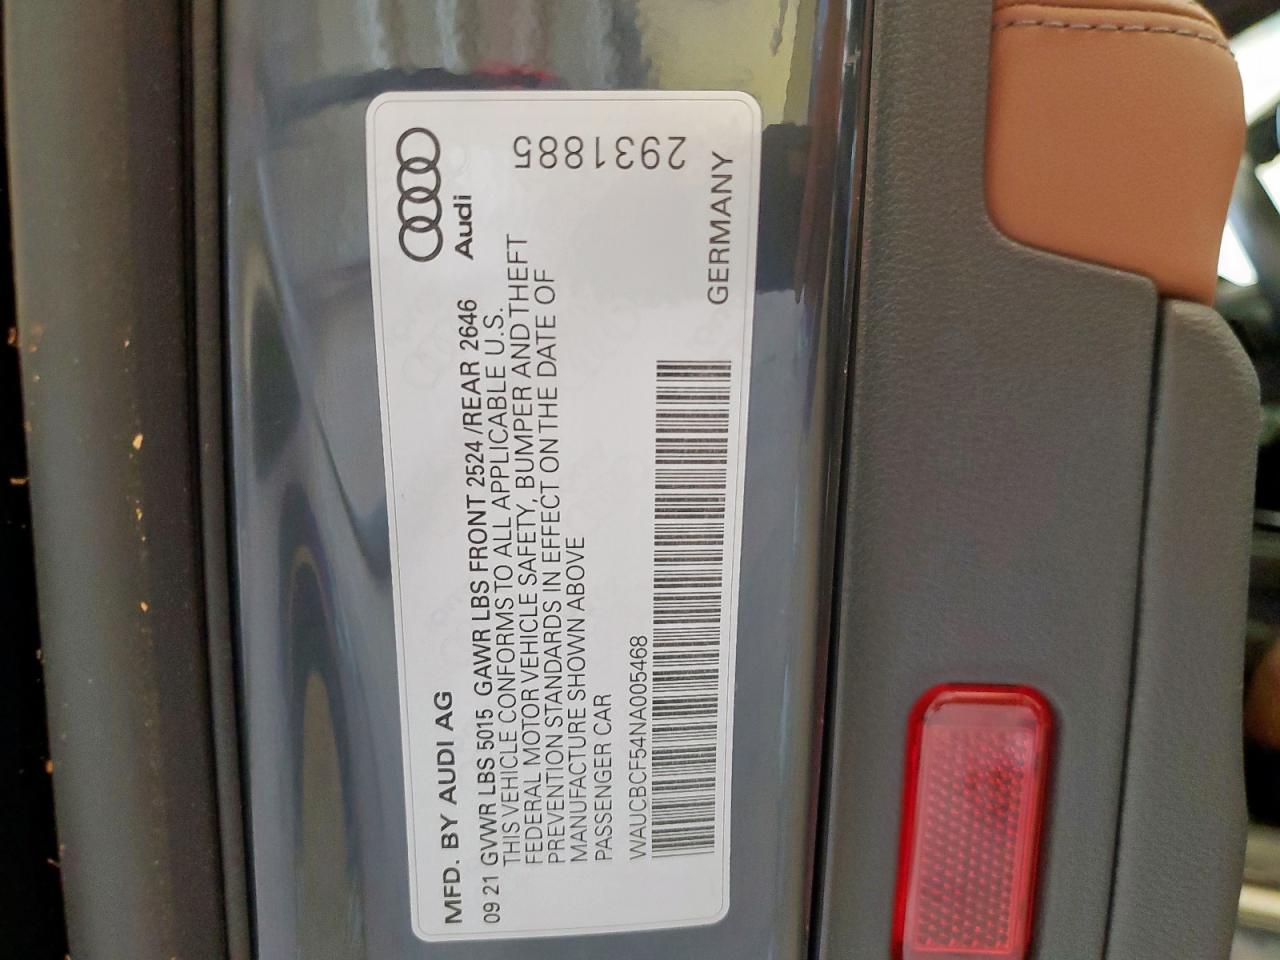 MFD. BY AUDI AG
Audi
09 21 GVWR LBS 5015 GAWR LBS FRONT 2524 /REAR 2646
THIS VEHICLE CONFORMS TO ALL APPLICABLE U.S.
FEDERAL MOTOR VEHICLE SAFETY, BUMPER AND THEFT
PREVENTION STANDARDS IN EFFECT ON THE DATE OF
MANUFACTURE SHOWN ABOVE
PASSENGER CAR
2931885
WAUCBCF54NA005468
GERMANY